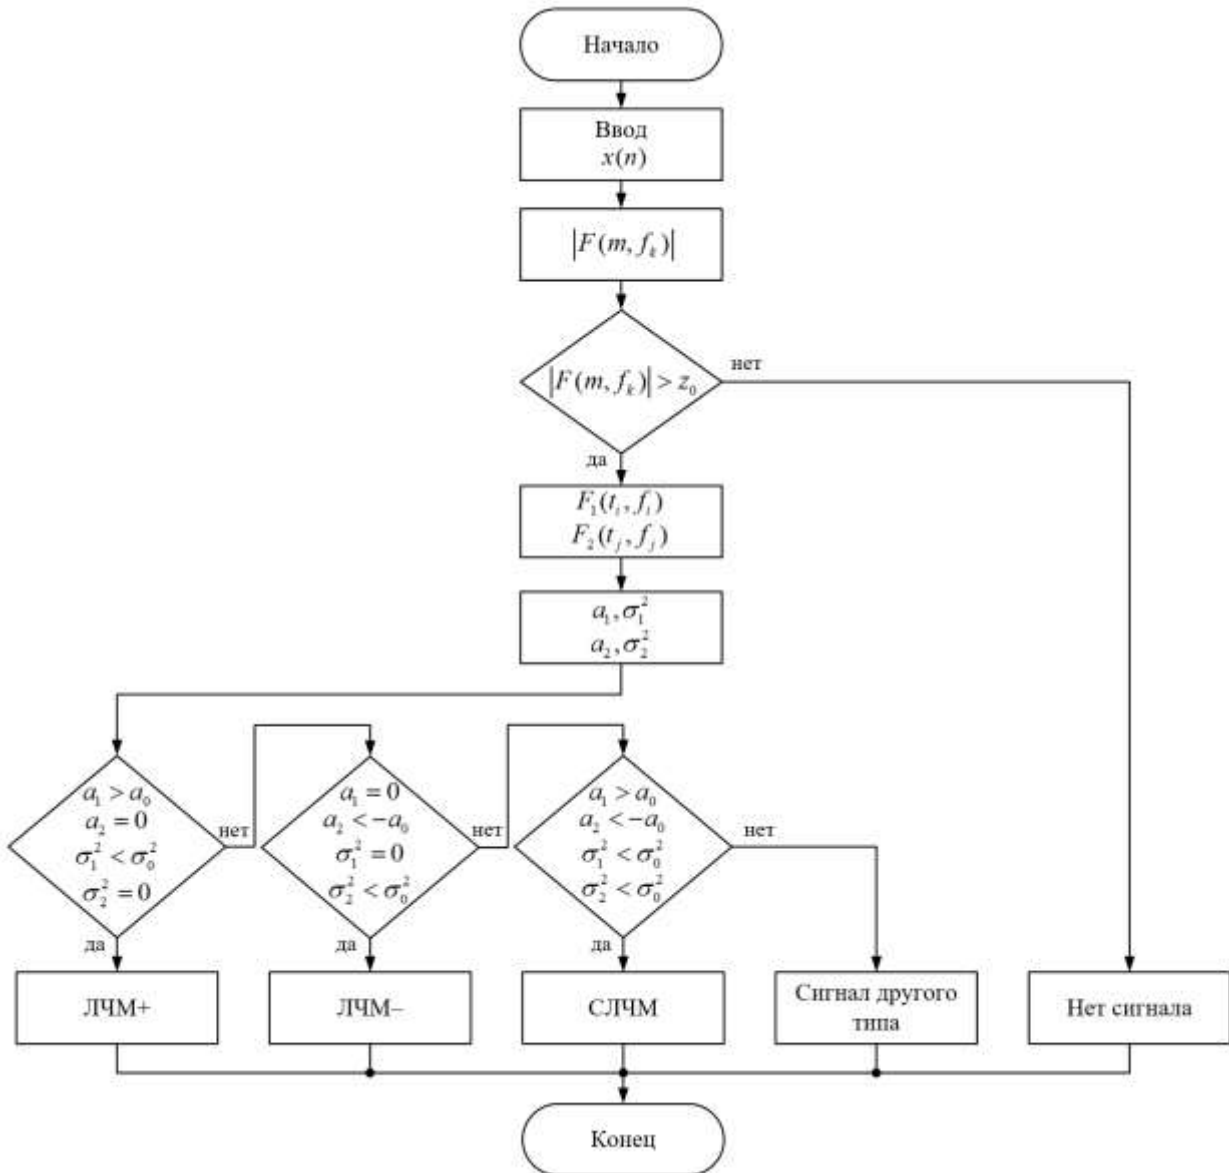 Начало
Ввод
x(n)
|F(m, f_k)|
|F(m, f_k)| > z_0
нет
да
F_1(t_i, f_i)
F_2(t_j, f_j)
a_1, σ_1^2
a_2, σ_2^2
a_1 > a_0
a_2 = 0
σ_1^2 < σ_0^2
σ_2^2 = 0
нет
да
a_1 = 0
a_2 < −a_0
σ_1^2 = 0
σ_2^2 < σ_0^2
нет
да
a_1 > a_0
a_2 < −a_0
σ_1^2 < σ_0^2
σ_2^2 < σ_0^2
нет
да
ЛЧМ+
ЛЧМ–
СЛЧМ
Сигнал другого
типа
Нет сигнала
Конец